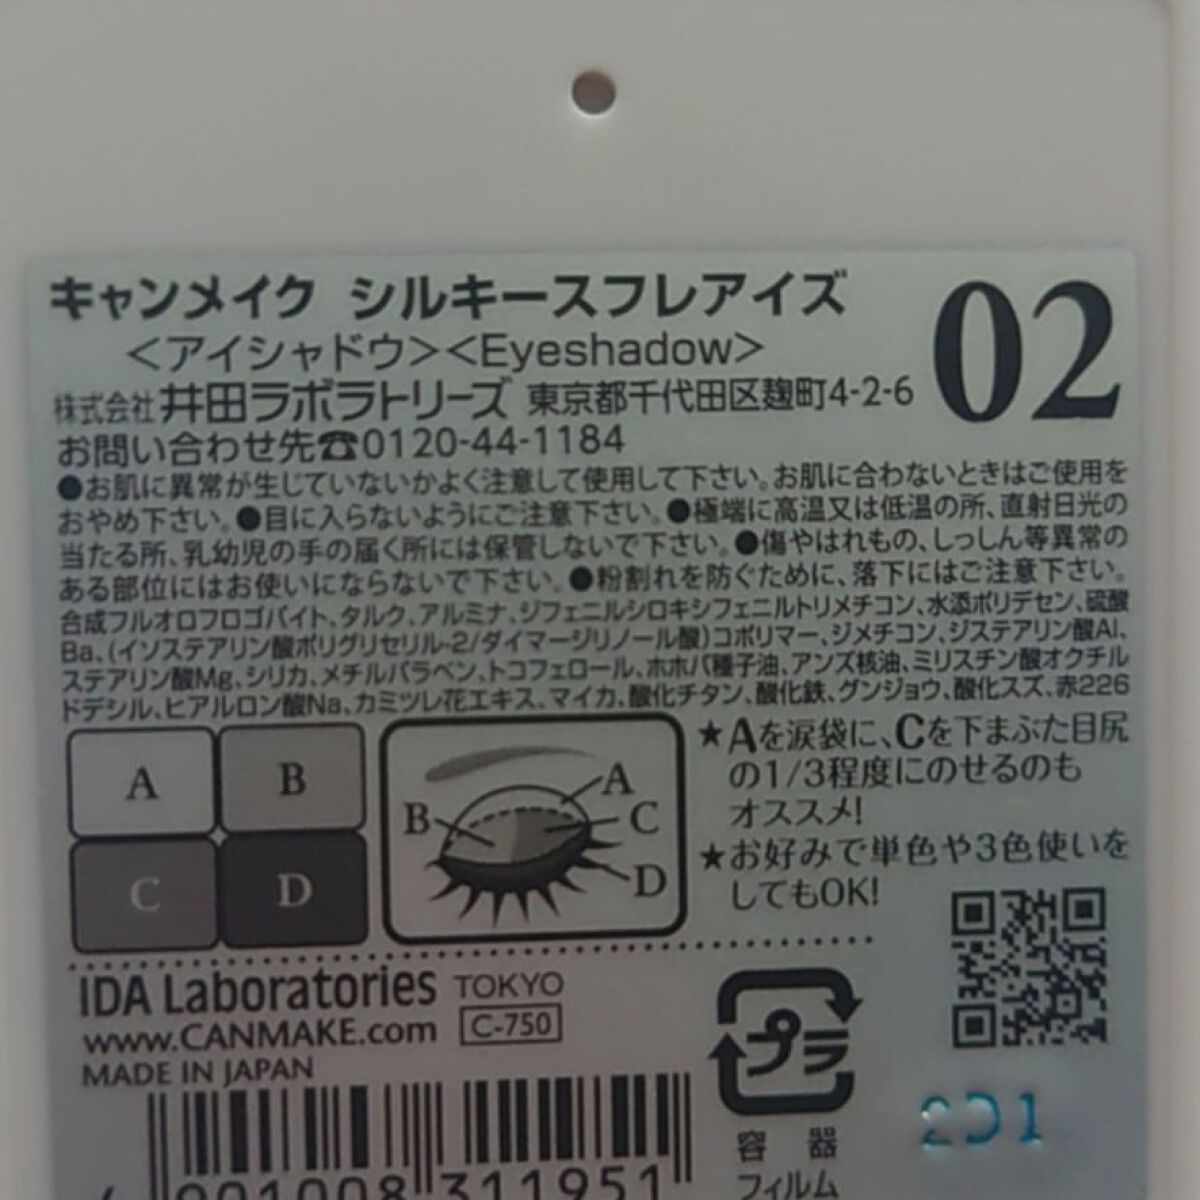 キャンメイク シルキースフレアイズ
02
<アイシャドウ><Eyeshadow>
株式会社 井田ラボラトリーズ 東京都千代田区麹町4-2-6
お問い合わせ先☎0120-44-1184
●お肌に異常が生じていないかよく注意して使用して下さい。お肌に合わないときはご使用を
おやめ下さい。●目に入らないようにご注意下さい。●極端に高温又は低温の所、直射日光の
当たる所、乳幼児の手の届く所には保管しないで下さい。●傷やはれもの、しっしん等異常の
ある部位にはお使いにならないで下さい。●粉割れを防ぐために、落下にはご注意下さい。
合成フルオロフロゴパイト、タルク、アルミナ、ジフェニルシロキシフェニルトリメチコン、水添ポリデセン、硫酸
Ba、(イソステアリン酸ポリグリセリル-2/ダイマージリノール酸)コポリマー、ジメチコン、ジステアリン酸Al、
ステアリン酸Mg、シリカ、メチルパラベン、トコフェロール、ホホバ種子油、アンズ核油、ミリスチン酸オクチル
ドデシル、ヒアルロン酸Na、カミツレ花エキス、マイカ、酸化チタン、酸化鉄、グンジョウ、酸化スズ、赤226
A
B
C
D
A
B
C
D
★Aを涙袋に、Cを下まぶた目尻
の1/3程度にのせるのも
オススメ!
★お好みで単色や3色使いを
してもOK!
IDA Laboratories TOKYO
www.CANMAKE.com C-750
MADE IN JAPAN
プラ
容 器
フィルム
2D1
4 901008 311951